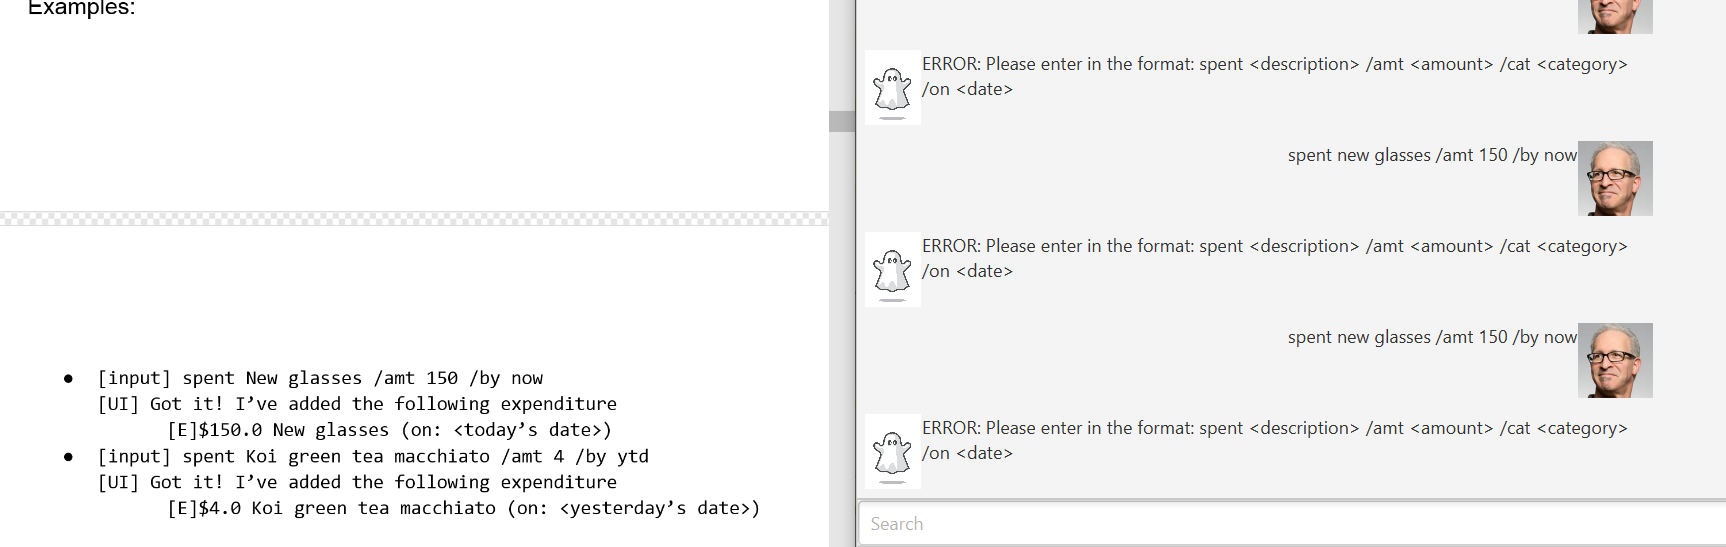 Examples:
[input] spent New glasses /amt 150 /by now
[UI] Got it! I’ve added the following expenditure
[E]$150.0 New glasses (on: <today’s date>)
[input] spent Koi green tea macchiato /amt 4 /by ytd
[UI] Got it! I’ve added the following expenditure
[E]$4.0 Koi green tea macchiato (on: <yesterday’s date>)
ERROR: Please enter in the format: spent <description> /amt <amount> /cat <category>
/on <date>
spent new glasses /amt 150 /by now
ERROR: Please enter in the format: spent <description> /amt <amount> /cat <category>
/on <date>
spent new glasses /amt 150 /by now
ERROR: Please enter in the format: spent <description> /amt <amount> /cat <category>
/on <date>
Search